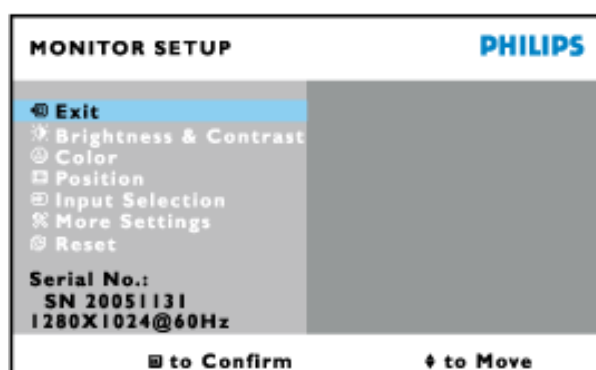 MONITOR SETUP PHILIPS
Exit
Brightness & Contrast
Color
Position
Input Selection
More Settings
Reset
Serial No.:
SN 20051131
1280X1024@60Hz
to Confirm to Move